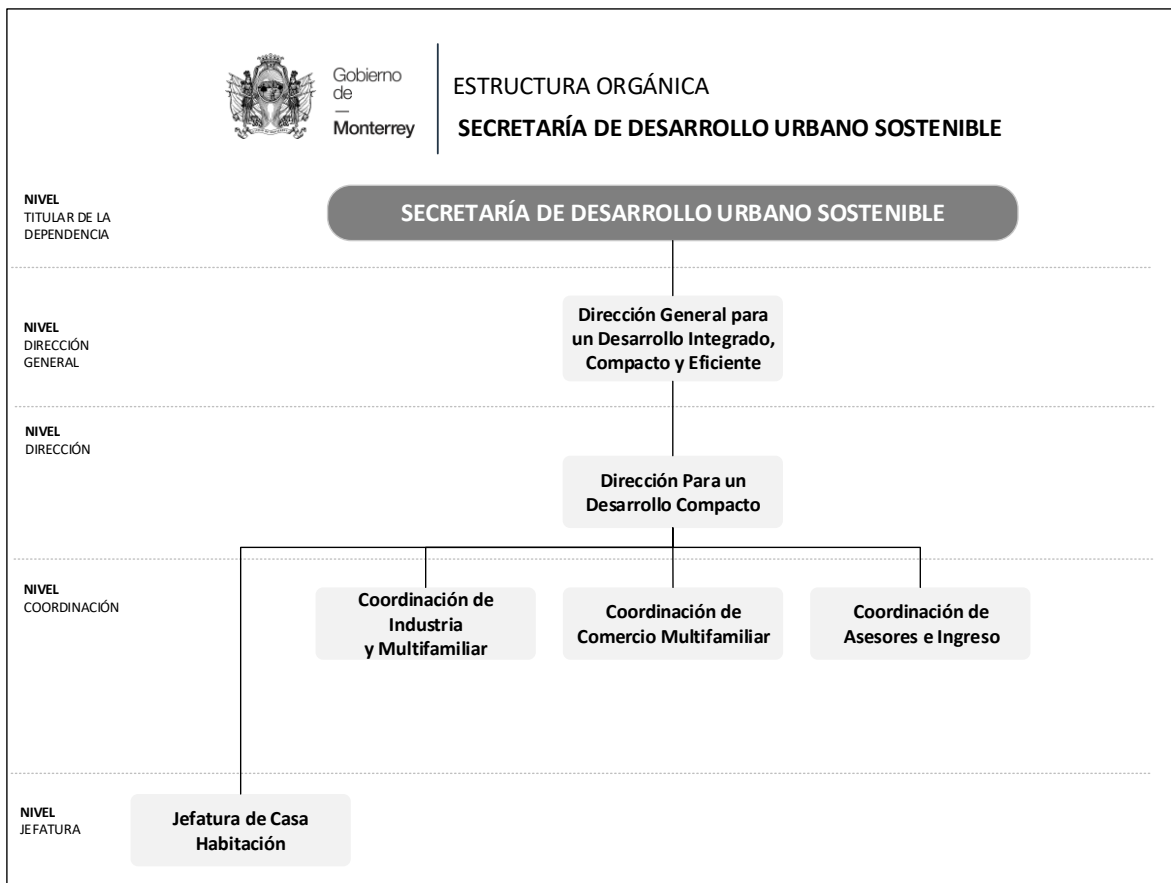 Gobierno
de
—
Monterrey
ESTRUCTURA ORGÁNICA
SECRETARÍA DE DESARROLLO URBANO SOSTENIBLE
NIVEL
TITULAR DE LA
DEPENDENCIA
SECRETARÍA DE DESARROLLO URBANO SOSTENIBLE
NIVEL
DIRECCIÓN
GENERAL
Dirección General para
un Desarrollo Integrado,
Compacto y Eficiente
NIVEL
DIRECCIÓN
Dirección Para un
Desarrollo Compacto
NIVEL
COORDINACIÓN
Coordinación de
Industria
y Multifamiliar
Coordinación de
Comercio Multifamiliar
Coordinación de
Asesores e Ingreso
NIVEL
JEFATURA
Jefatura de Casa
Habitación